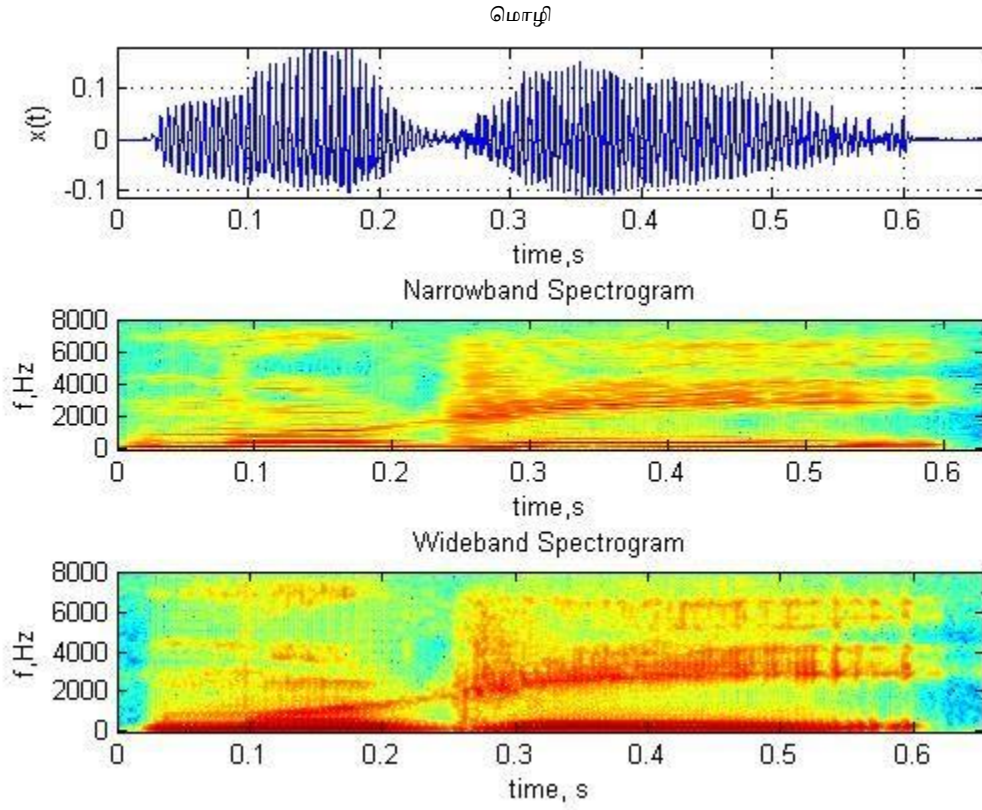 மொழி
0.1
0
-0.1
x(t)
0 0.1 0.2 0.3 0.4 0.5 0.6
time,s
Narrowband Spectrogram
8000
6000
4000
2000
0
f,Hz
0 0.1 0.2 0.3 0.4 0.5 0.6
time,s
Wideband Spectrogram
8000
6000
4000
2000
0
f,Hz
0 0.1 0.2 0.3 0.4 0.5 0.6
time, s